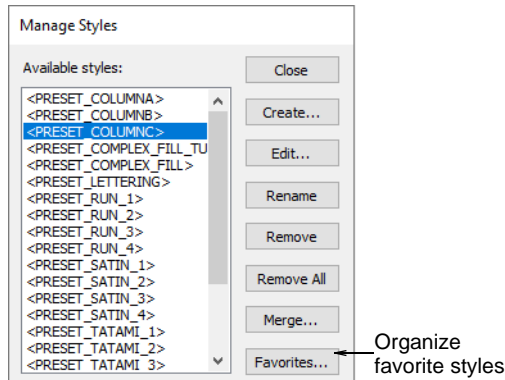 Manage Styles
Available styles:
<PRESET_COLUMNA>
<PRESET_COLUMNB>
<PRESET_COLUMNC>
<PRESET_COMPLEX_FILL_TU
<PRESET_COMPLEX_FILL>
<PRESET_LETTERING>
<PRESET_RUN_1>
<PRESET_RUN_2>
<PRESET_RUN_3>
<PRESET_RUN_4>
<PRESET_SATIN_1>
<PRESET_SATIN_2>
<PRESET_SATIN_3>
<PRESET_SATIN_4>
<PRESET_TATAMI_1>
<PRESET_TATAMI_2>
<PRESET_TATAMI_3>
Close
Create...
Edit...
Rename
Remove
Remove All
Merge...
Favorites...
Organize
favorite styles